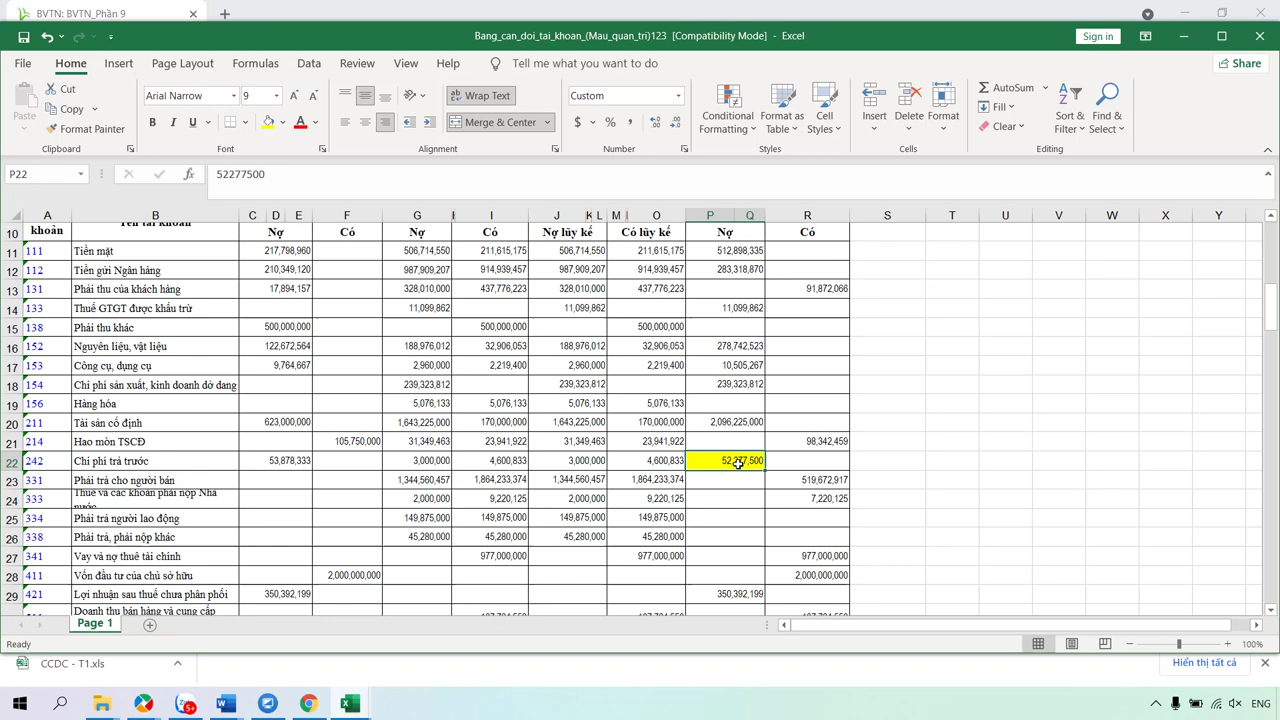 BVTN: BVTN_Phần 9
Bang_can_doi_tai_khoan_(Mau_quan_tri)123 [Compatibility Mode] - Excel
Sign in
File Home Insert Page Layout Formulas Data Review View Help Tell me what you want to do Share
Paste Cut Copy Format Painter
Arial Narrow 9 B I U
Wrap Text Merge & Center
Custom $ % ,
Conditional Formatting Format as Table Cell Styles
Insert Delete Format
AutoSum Fill Clear Sort & Filter Find & Select
Clipboard Font Alignment Number Styles Cells Editing
P22 fx 52277500
A B C D E F G I J K L M O P Q R S T U V W X Y
10 khoản Tên tài khoản Nợ Có Nợ Có Nợ lũy kế Có lũy kế Nợ Có
11 111 Tiền mặt 217,798,960 506,714,550 211,615,175 506,714,550 211,615,175 512,898,335
12 112 Tiền gửi Ngân hàng 210,349,120 987,909,207 914,939,457 987,909,207 914,939,457 283,318,870
13 131 Phải thu của khách hàng 17,894,157 328,010,000 437,776,223 328,010,000 437,776,223 91,872,066
14 133 Thuế GTGT được khấu trừ 11,099,862 11,099,862 11,099,862
15 138 Phải thu khác 500,000,000 500,000,000 500,000,000
16 152 Nguyên liệu, vật liệu 122,672,564 188,976,012 32,906,053 188,976,012 32,906,053 278,742,523
17 153 Công cụ, dụng cụ 9,764,667 2,960,000 2,219,400 2,960,000 2,219,400 10,505,267
18 154 Chi phí sản xuất, kinh doanh dở dang 239,323,812 239,323,812 239,323,812
19 156 Hàng hóa 5,076,133 5,076,133 5,076,133 5,076,133
20 211 Tài sản cố định 623,000,000 1,643,225,000 170,000,000 1,643,225,000 170,000,000 2,096,225,000
21 214 Hao mòn TSCĐ 105,750,000 31,349,463 23,941,922 31,349,463 23,941,922 98,342,459
22 242 Chi phí trả trước 53,878,333 3,000,000 4,600,833 3,000,000 4,600,833 52,277,500
23 331 Phải trả cho người bán 1,344,560,457 1,864,233,374 1,344,560,457 1,864,233,374 519,672,917
24 333 Thuế và các khoản phải nộp Nhà nước 2,000,000 9,220,125 2,000,000 9,220,125 7,220,125
25 334 Phải trả người lao động 149,875,000 149,875,000 149,875,000 149,875,000
26 338 Phải trả, phải nộp khác 45,280,000 45,280,000 45,280,000 45,280,000
27 341 Vay và nợ thuê tài chính 977,000,000 977,000,000 977,000,000
28 411 Vốn đầu tư của chủ sở hữu 2,000,000,000 2,000,000,000
29 421 Lợi nhuận sau thuế chưa phân phối 350,392,199 350,392,199
Doanh thu bán hàng và cung cấp
Page 1
Ready 100%
CCDC - T1.xls Hiển thị tất cả
5+ ENG